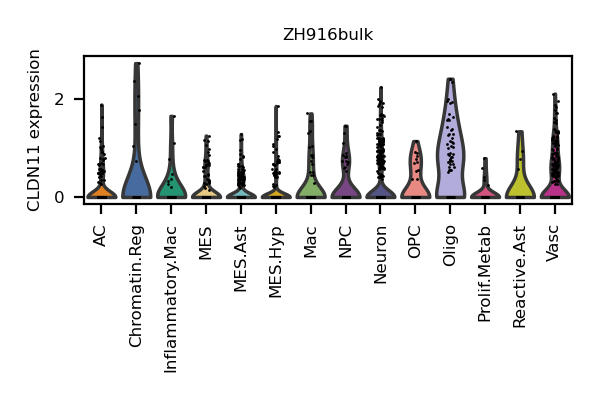 ZH916bulk
CLDN11 expression
2
0
AC
Chromatin.Reg
Inflammatory.Mac
MES
MES.Ast
MES.Hyp
Mac
NPC
Neuron
OPC
Oligo
Prolif.Metab
Reactive.Ast
Vasc